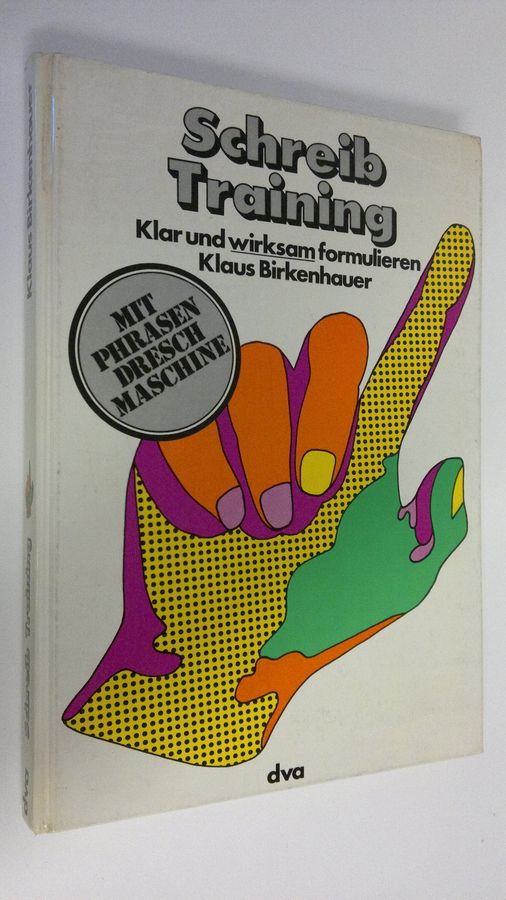 Schreib
Training
Klar und wirksam formulieren
Klaus Birkenhauer
MIT
PHRASEN
DRESCH
MASCHINE
dva
Klaus Birkenhauer
Schreib Training
dva